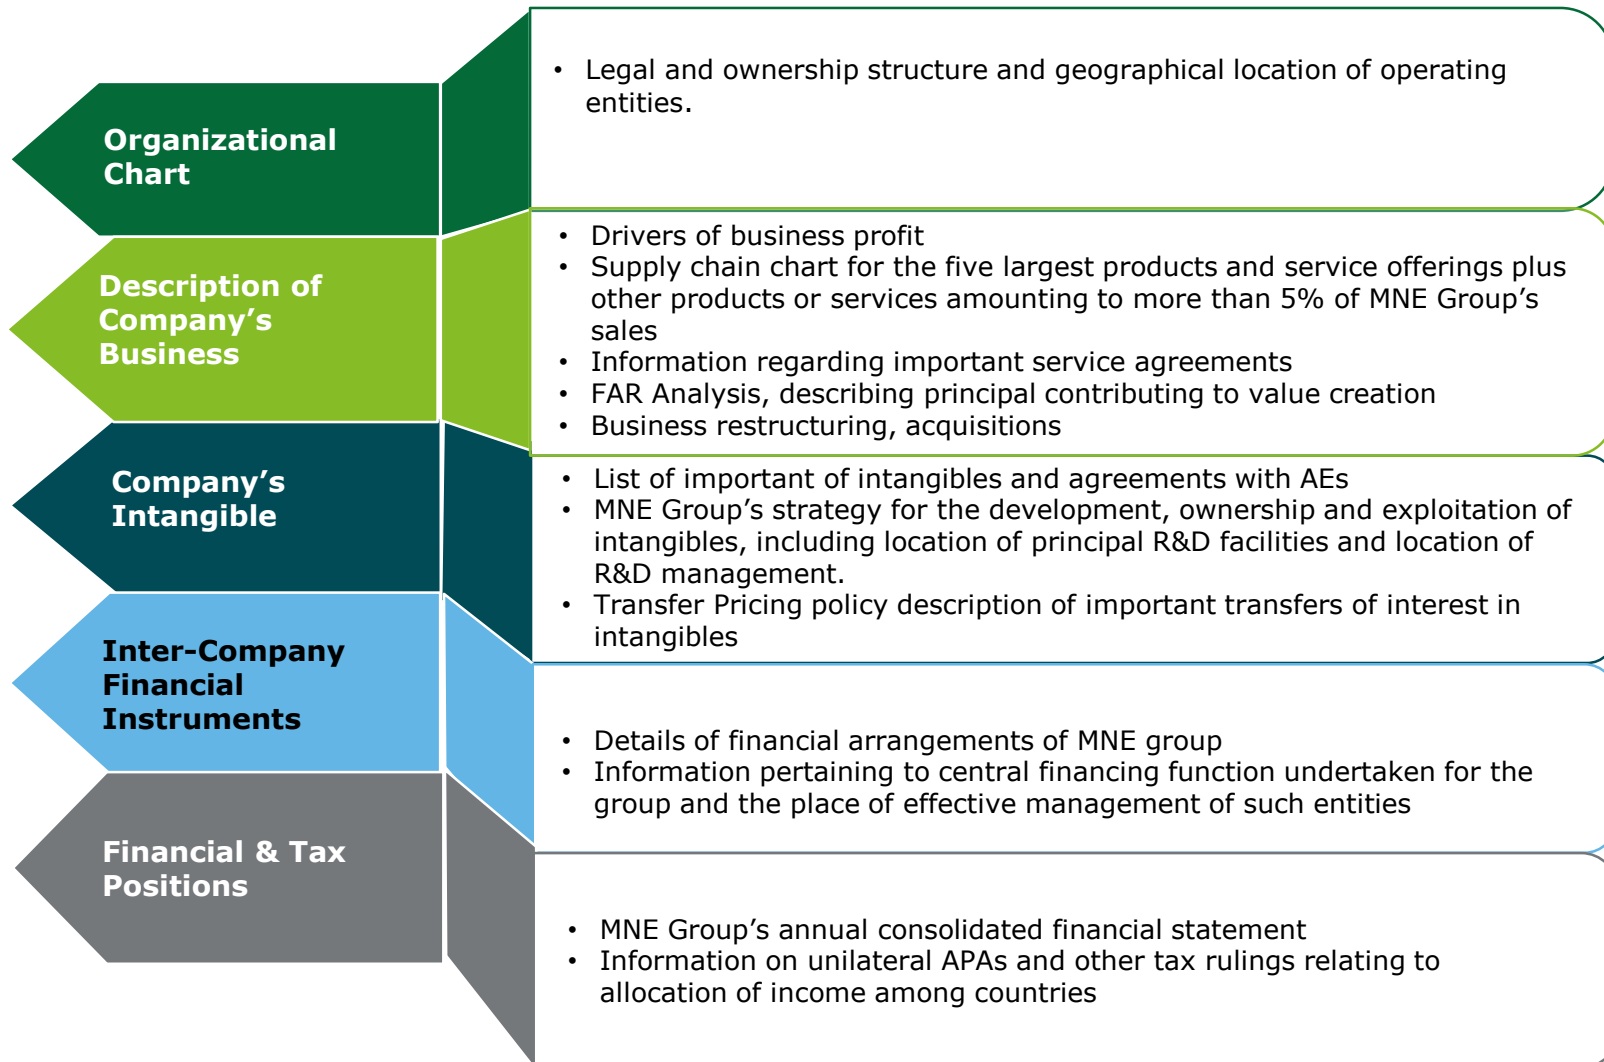 Organizational
Chart
• Legal and ownership structure and geographical location of operating
entities.
Description of
Company’s
Business
• Drivers of business profit
• Supply chain chart for the five largest products and service offerings plus
other products or services amounting to more than 5% of MNE Group’s
sales
• Information regarding important service agreements
• FAR Analysis, describing principal contributing to value creation
• Business restructuring, acquisitions
Company’s
Intangible
• List of important of intangibles and agreements with AEs
• MNE Group’s strategy for the development, ownership and exploitation of
intangibles, including location of principal R&D facilities and location of
R&D management.
• Transfer Pricing policy description of important transfers of interest in
intangibles
Inter-Company
Financial
Instruments
• Details of financial arrangements of MNE group
• Information pertaining to central financing function undertaken for the
group and the place of effective management of such entities
Financial & Tax
Positions
• MNE Group’s annual consolidated financial statement
• Information on unilateral APAs and other tax rulings relating to
allocation of income among countries